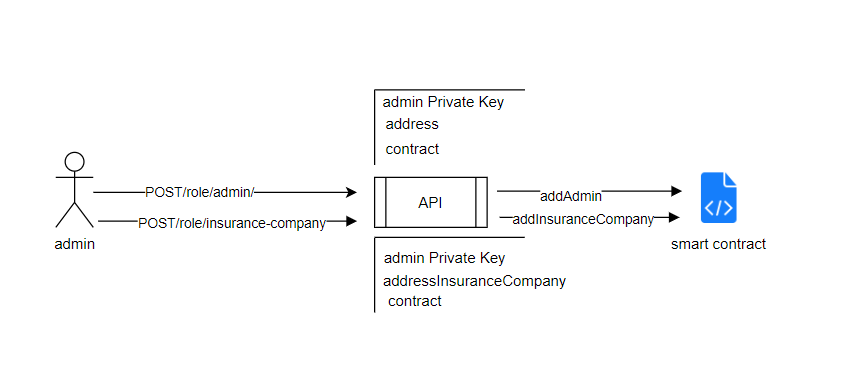 admin Private Key
address
contract
POST/role/admin/
API
addAdmin
</>
POST/role/insurance-company
addInsuranceCompany
admin
smart contract
admin Private Key
addressInsuranceCompany
contract